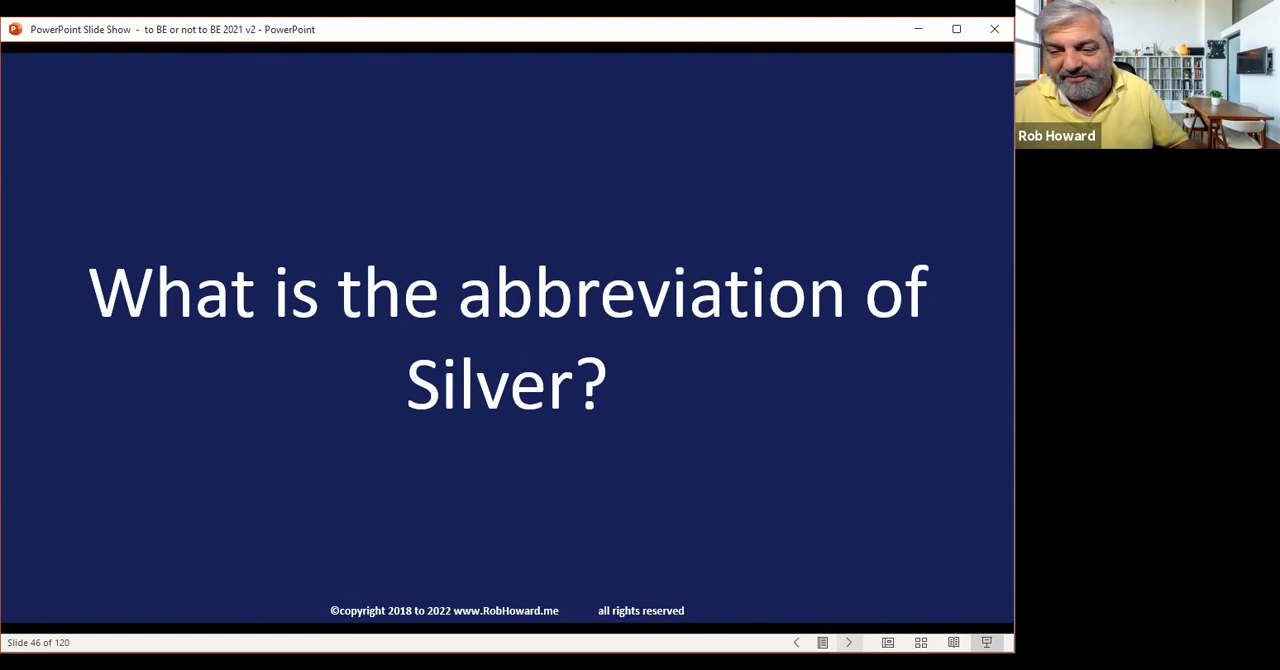 PowerPoint Slide Show - to BE or not to BE 2021 v2 - PowerPoint
Rob Howard
What is the abbreviation of
Silver?
©copyright 2018 to 2022 www.RobHoward.me all rights reserved
Slide 46 of 120